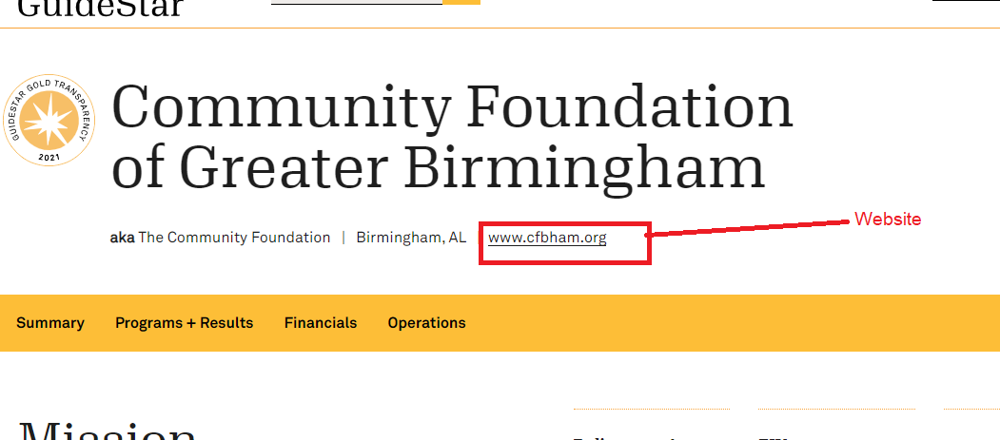 GuideStar
GUIDESTAR GOLD TRANSPARENCY
2021
Community Foundation
of Greater Birmingham
aka The Community Foundation | Birmingham, AL | www.cfbham.org
Website
Summary Programs + Results Financials Operations
Mission